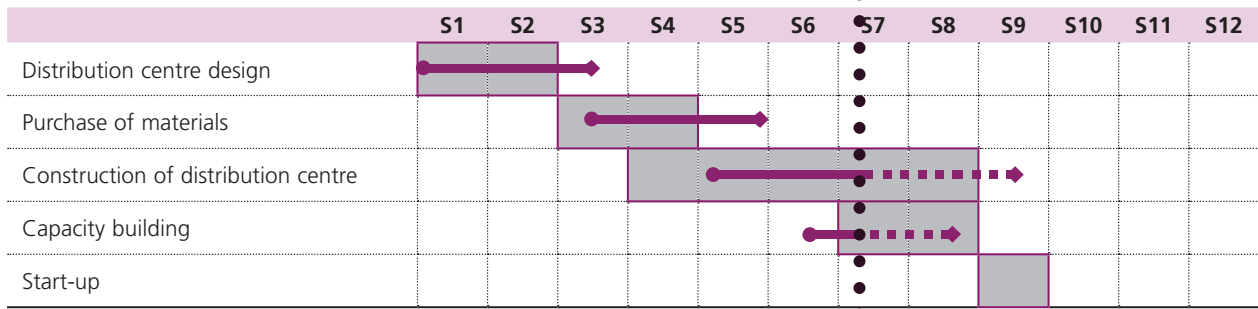 S1 S2 S3 S4 S5 S6 S7 S8 S9 S10 S11 S12
Distribution centre design
Purchase of materials
Construction of distribution centre
Capacity building
Start-up